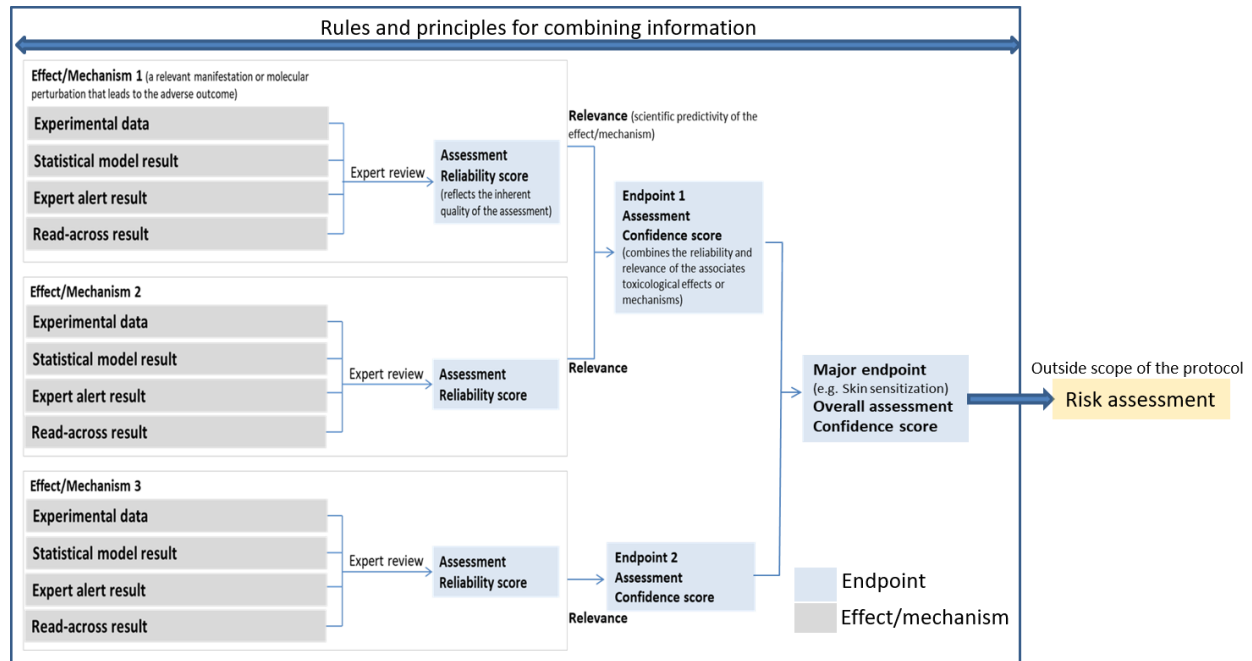 Rules and principles for combining information
Effect/Mechanism 1 (a relevant manifestation or molecular
perturbation that leads to the adverse outcome)
Experimental data
Statistical model result
Expert alert result
Read-across result
Expert review
Assessment
Reliability score
(reflects the inherent
quality of the assessment)
Relevance (scientific predictivity of the
effect/mechanism)
Effect/Mechanism 2
Experimental data
Statistical model result
Expert alert result
Read-across result
Expert review
Assessment
Reliability score
Relevance
Endpoint 1
Assessment
Confidence score
(combines the reliability and
relevance of the associates
toxicological effects or
mechanisms)
Effect/Mechanism 3
Experimental data
Statistical model result
Expert alert result
Read-across result
Expert review
Assessment
Reliability score
Relevance
Endpoint 2
Assessment
Confidence score
Major endpoint
(e.g. Skin sensitization)
Overall assessment
Confidence score
Outside scope of the protocol
Risk assessment
Endpoint
Effect/mechanism